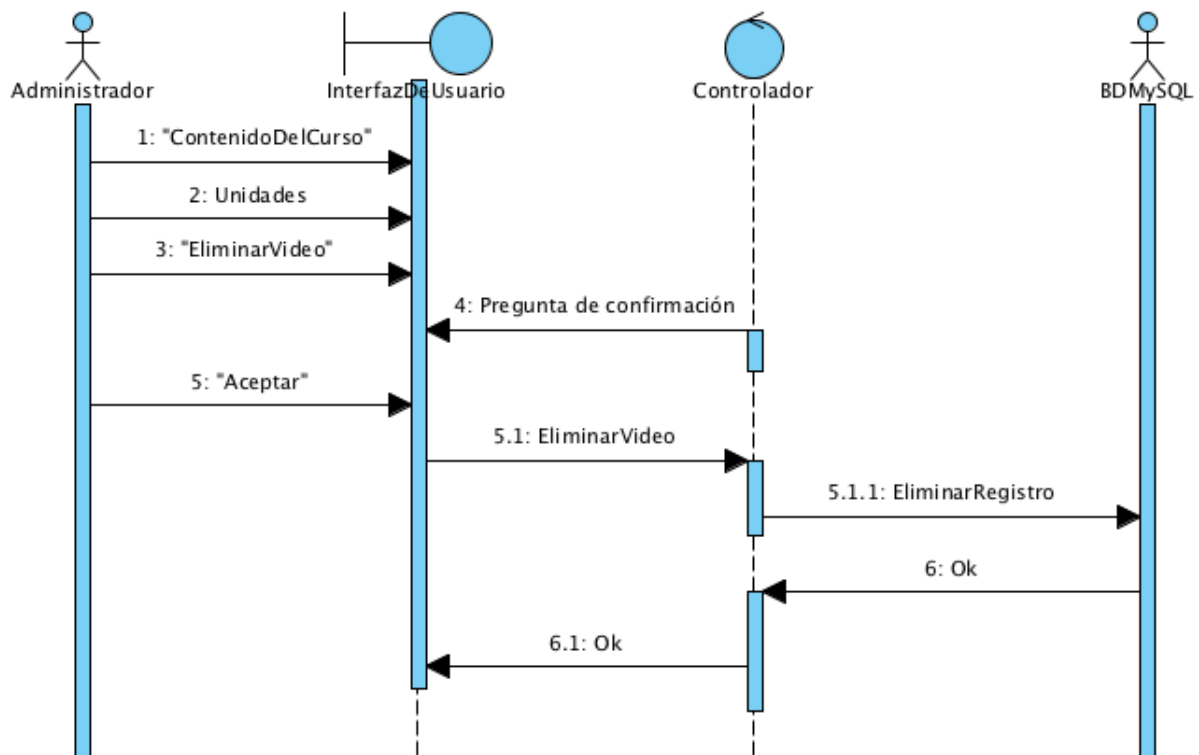 Administrador
InterfazDeUsuario
Controlador
BDMySQL
1: "ContenidoDelCurso"
2: Unidades
3: "EliminarVideo"
4: Pregunta de confirmación
5: "Aceptar"
5.1: EliminarVideo
5.1.1: EliminarRegistro
6: Ok
6.1: Ok